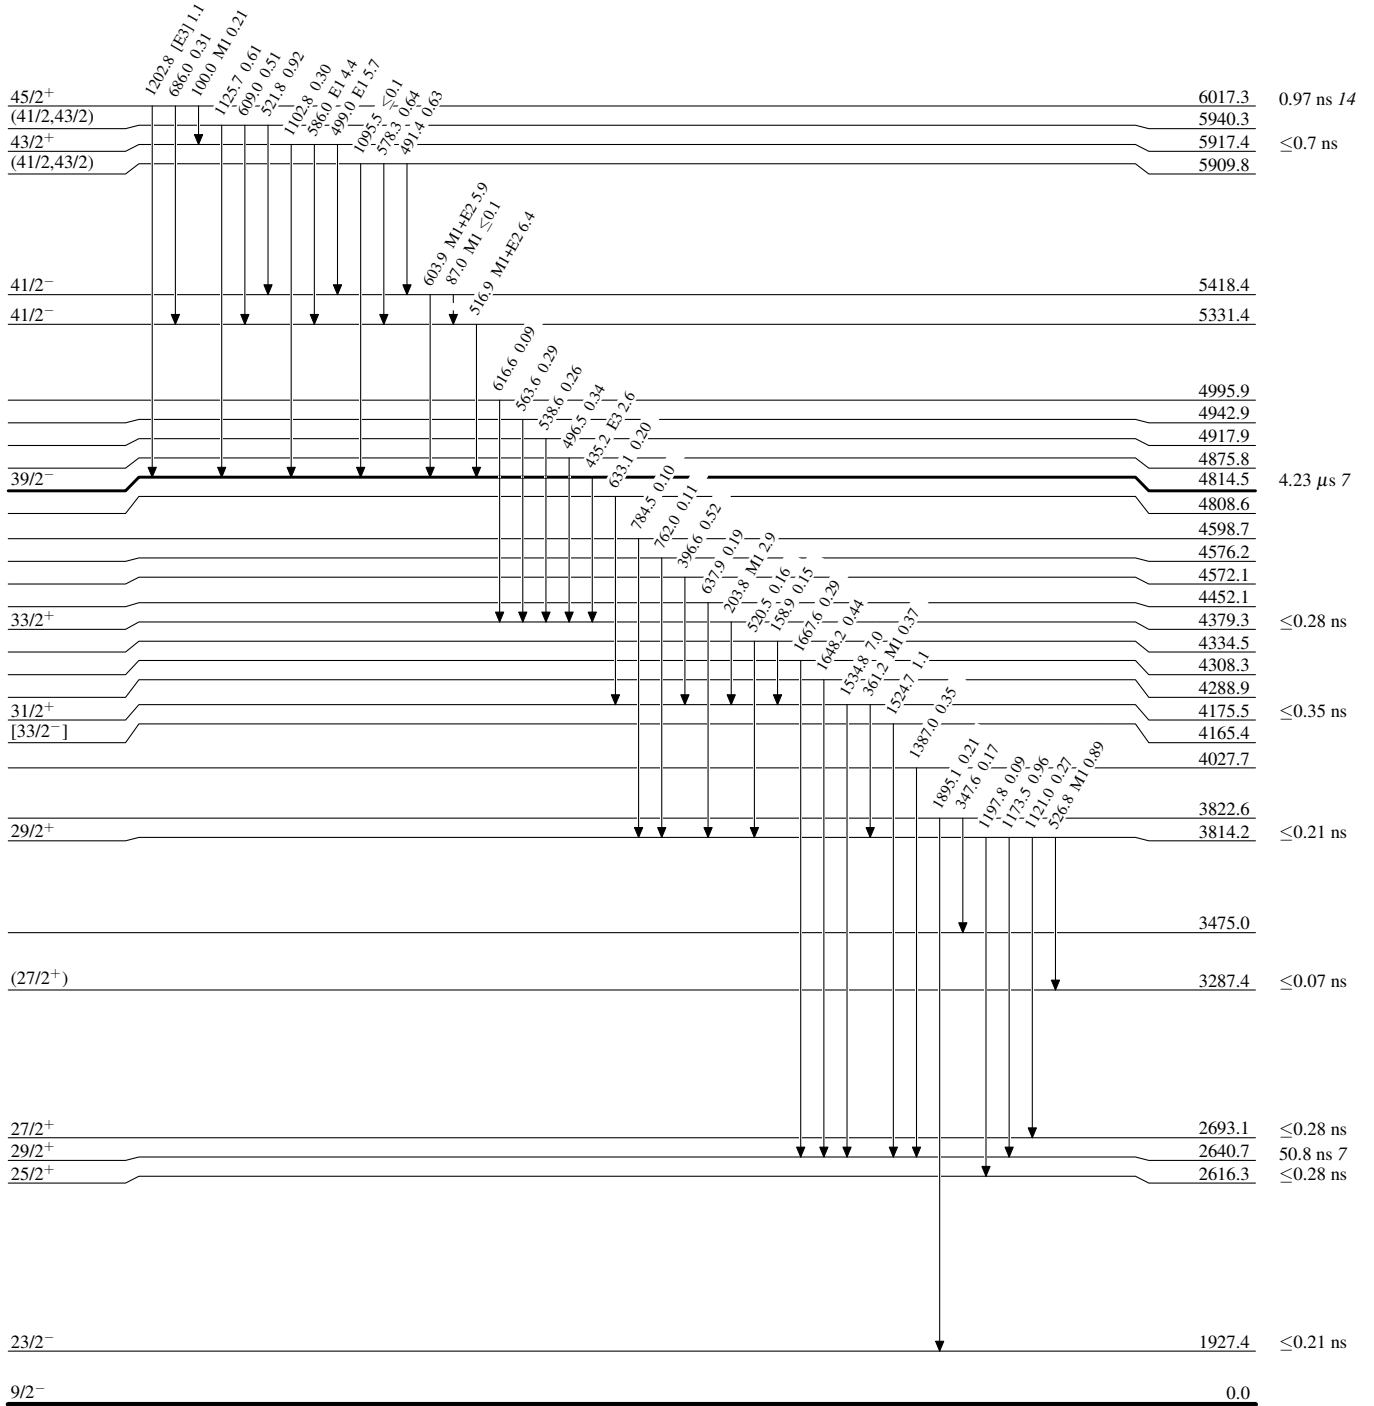 1202.8 [E3] 1.1
686.0 0.31
100.0 M1 0.21
1125.7 0.61
609.0 0.51
521.8 0.92
1102.8 0.30
586.0 E1 4.4
499.0 E1 5.7
1095.5 ≤0.1
578.3 0.64
491.4 0.63
603.9 M1+E2 5.9
87.0 M1 ≤0.1
516.9 M1+E2 6.4
616.6 0.09
563.6 0.29
538.6 0.26
496.5 0.34
435.2 E3 2.6
633.1 0.20
784.5 0.10
762.0 0.11
396.6 0.52
637.9 0.19
203.8 M1 2.9
520.5 0.16
158.9 0.15
1667.6 0.29
1648.2 0.44
1534.8 7.0
361.2 M1 0.37
1524.7 1.1
1387.0 0.35
1895.1 0.21
347.6 0.17
1197.8 0.09
1173.5 0.96
1121.0 0.27
526.8 M1 0.89
45/2⁺ 6017.3 0.97 ns 14
(41/2,43/2) 5940.3
43/2⁺ 5917.4 ≤0.7 ns
(41/2,43/2) 5909.8
41/2⁻ 5418.4
41/2⁻ 5331.4
4995.9
4942.9
4917.9
4875.8
39/2⁻ 4814.5 4.23 μs 7
4808.6
4598.7
4576.2
4572.1
4452.1
33/2⁺ 4379.3 ≤0.28 ns
4334.5
4308.3
4288.9
31/2⁺ 4175.5 ≤0.35 ns
[33/2⁻] 4165.4
4027.7
3822.6
29/2⁺ 3814.2 ≤0.21 ns
3475.0
(27/2⁺) 3287.4 ≤0.07 ns
27/2⁺ 2693.1 ≤0.28 ns
29/2⁺ 2640.7 50.8 ns 7
25/2⁺ 2616.3 ≤0.28 ns
23/2⁻ 1927.4 ≤0.21 ns
9/2⁻ 0.0